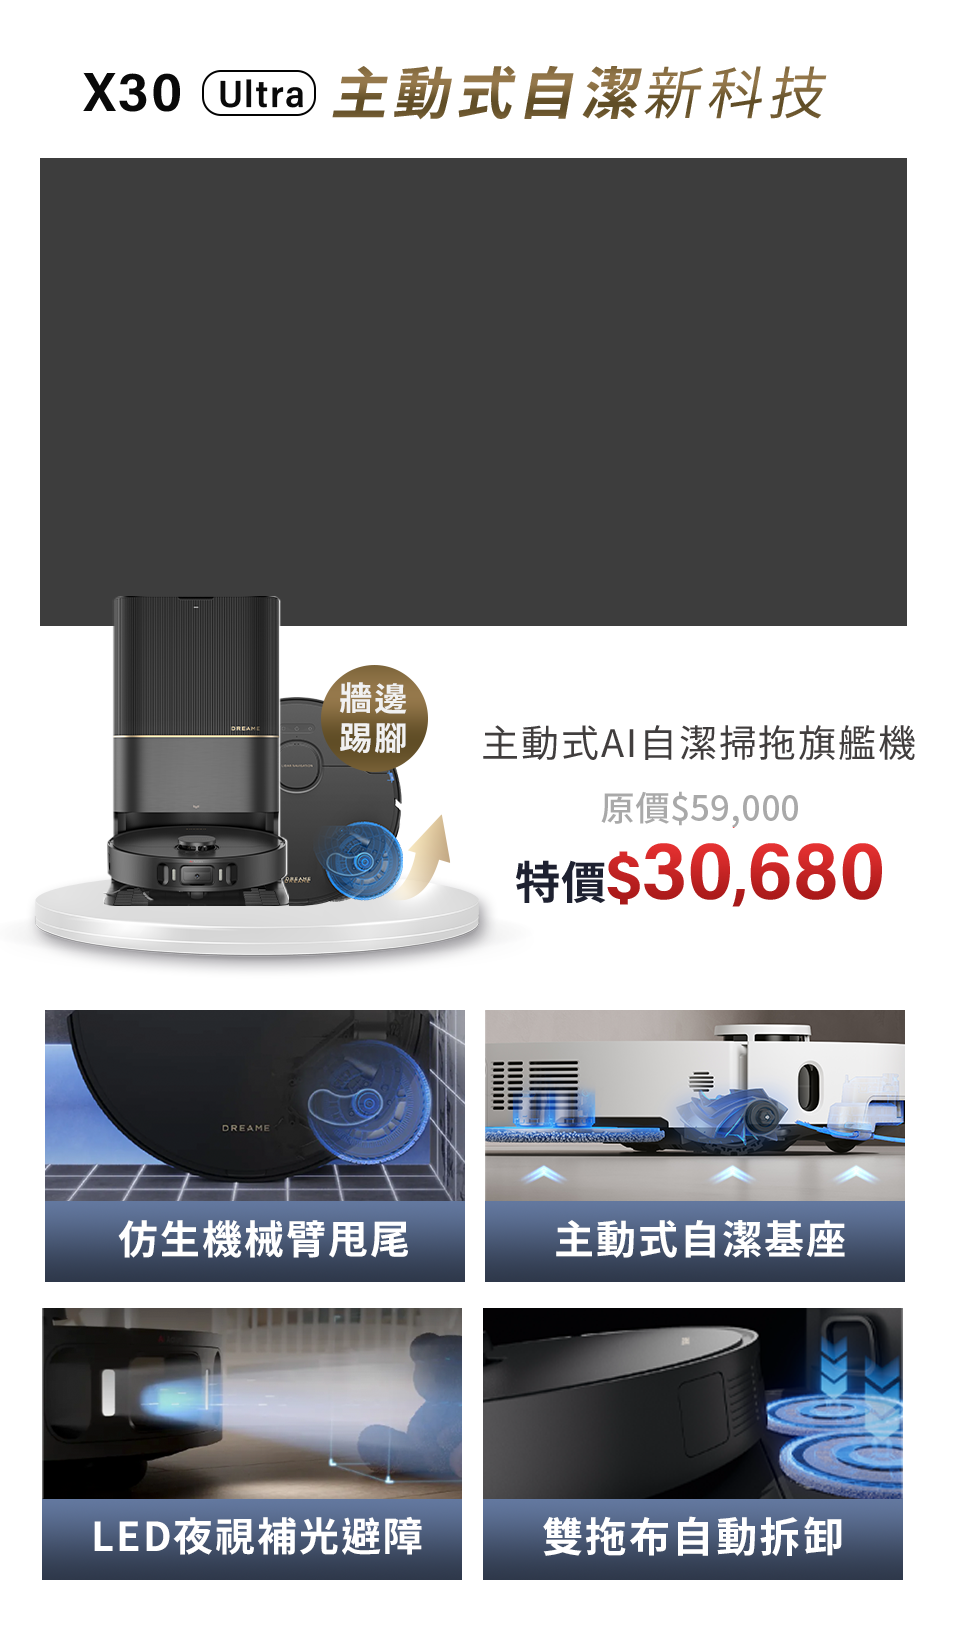 X30 Ultra 主動式自潔新科技
DREAME
牆邊
踢腳
DREAME
主動式AI自潔掃拖旗艦機
原價$59,000
特價$30,680
DREAME
仿生機械臂甩尾
主動式自潔基座
LED夜視補光避障
雙拖布自動拆卸